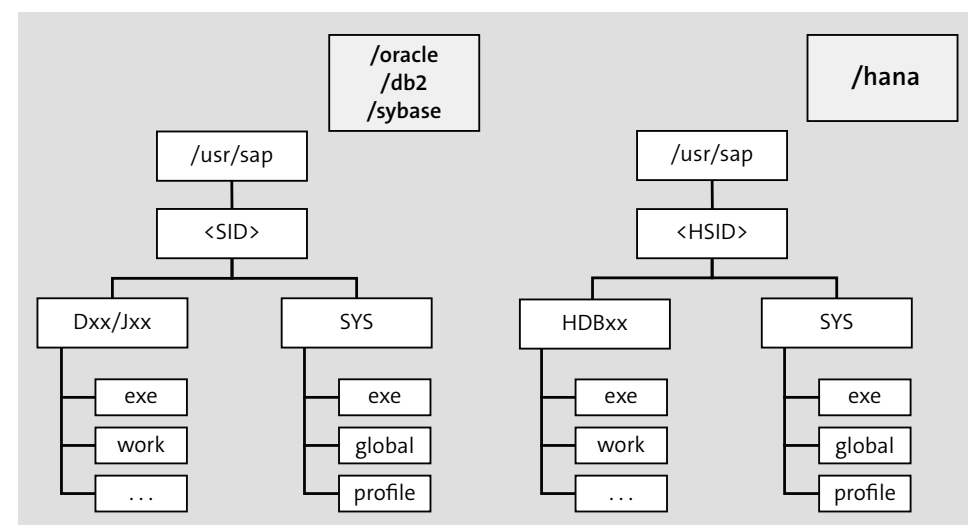 /oracle
/db2
/sybase
/hana
/usr/sap
/usr/sap
<SID>
<HSID>
Dxx/Jxx
SYS
HDBxx
SYS
exe
exe
exe
exe
work
global
work
global
...
profile
...
profile